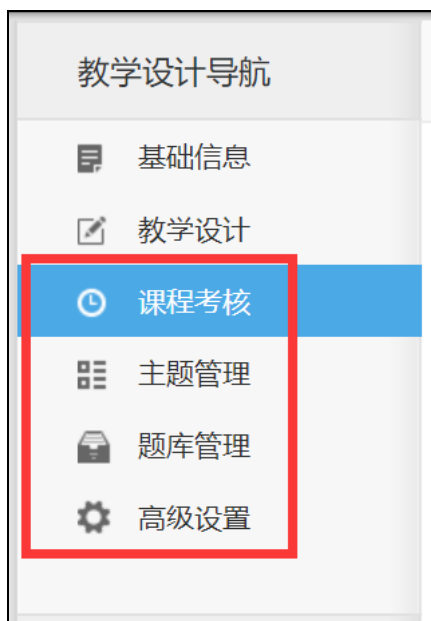 教学设计导航
基础信息
教学设计
课程考核
主题管理
题库管理
高级设置